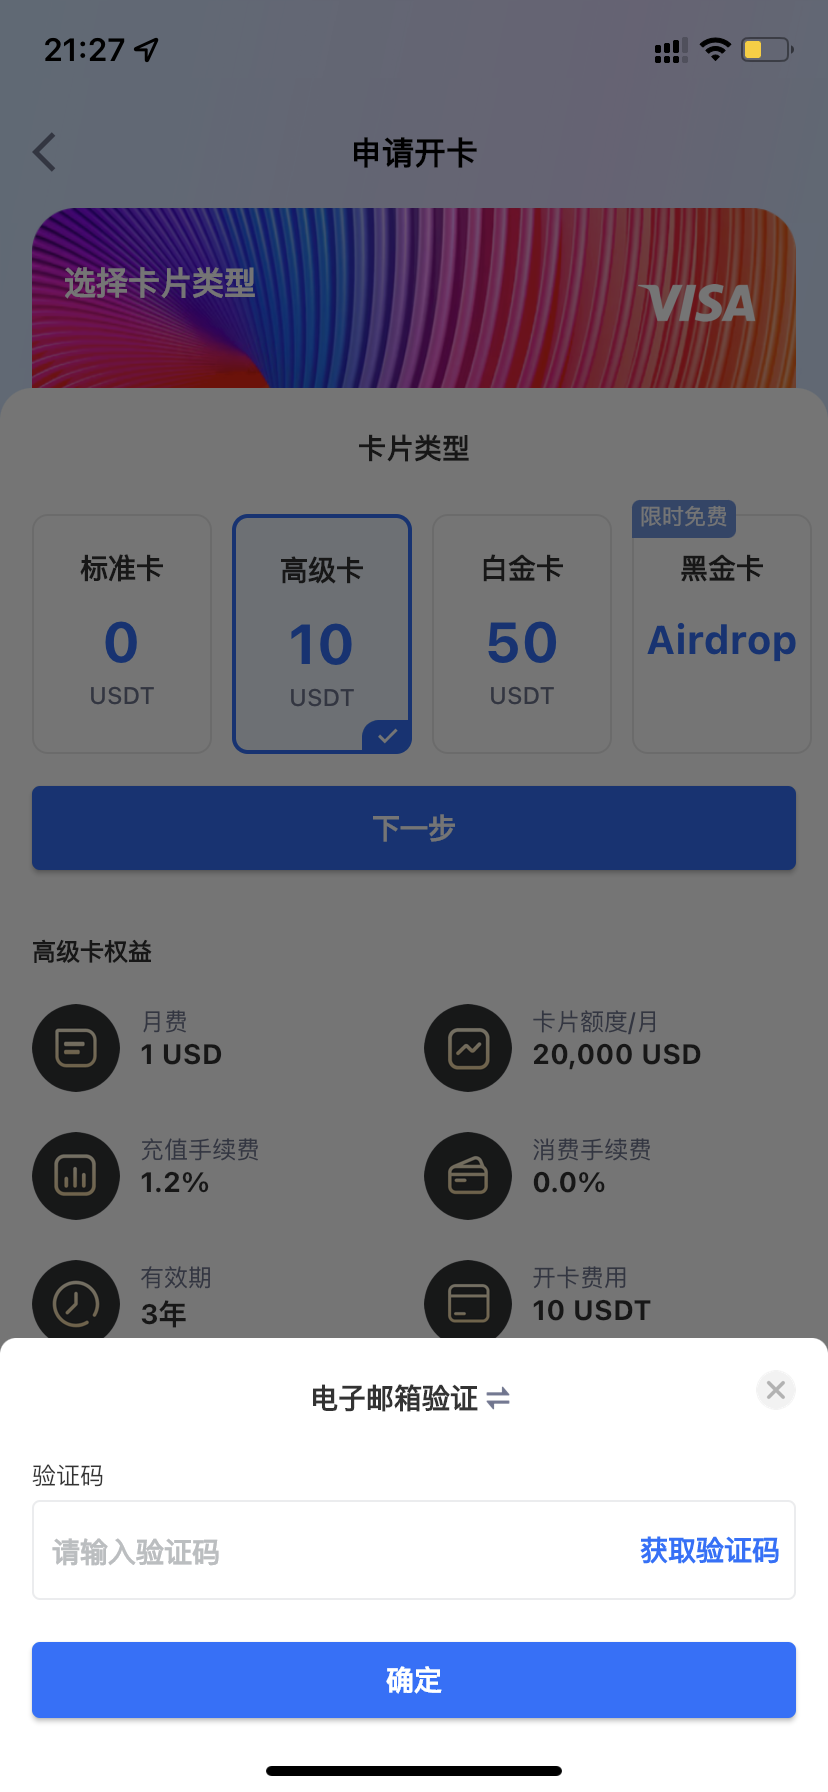 21:27
申请开卡
选择卡片类型
VISA
卡片类型
限时免费
标准卡
高级卡
白金卡
黑金卡
0
10
50
Airdrop
USDT
USDT
USDT
下一步
高级卡权益
月费
1 USD
卡片额度/月
20,000 USD
充值手续费
1.2%
消费手续费
0.0%
有效期
3年
开卡费用
10 USDT
电子邮箱验证
验证码
请输入验证码
获取验证码
确定